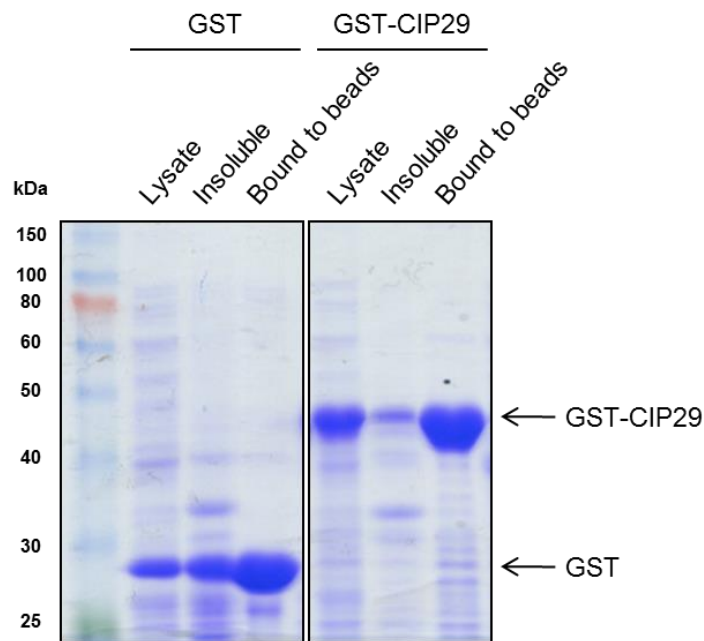 GST
GST-CIP29
Lysate
Insoluble
Bound to beads
Lysate
Insoluble
Bound to beads
kDa
150
100
80
60
50
40
30
25
GST-CIP29
GST